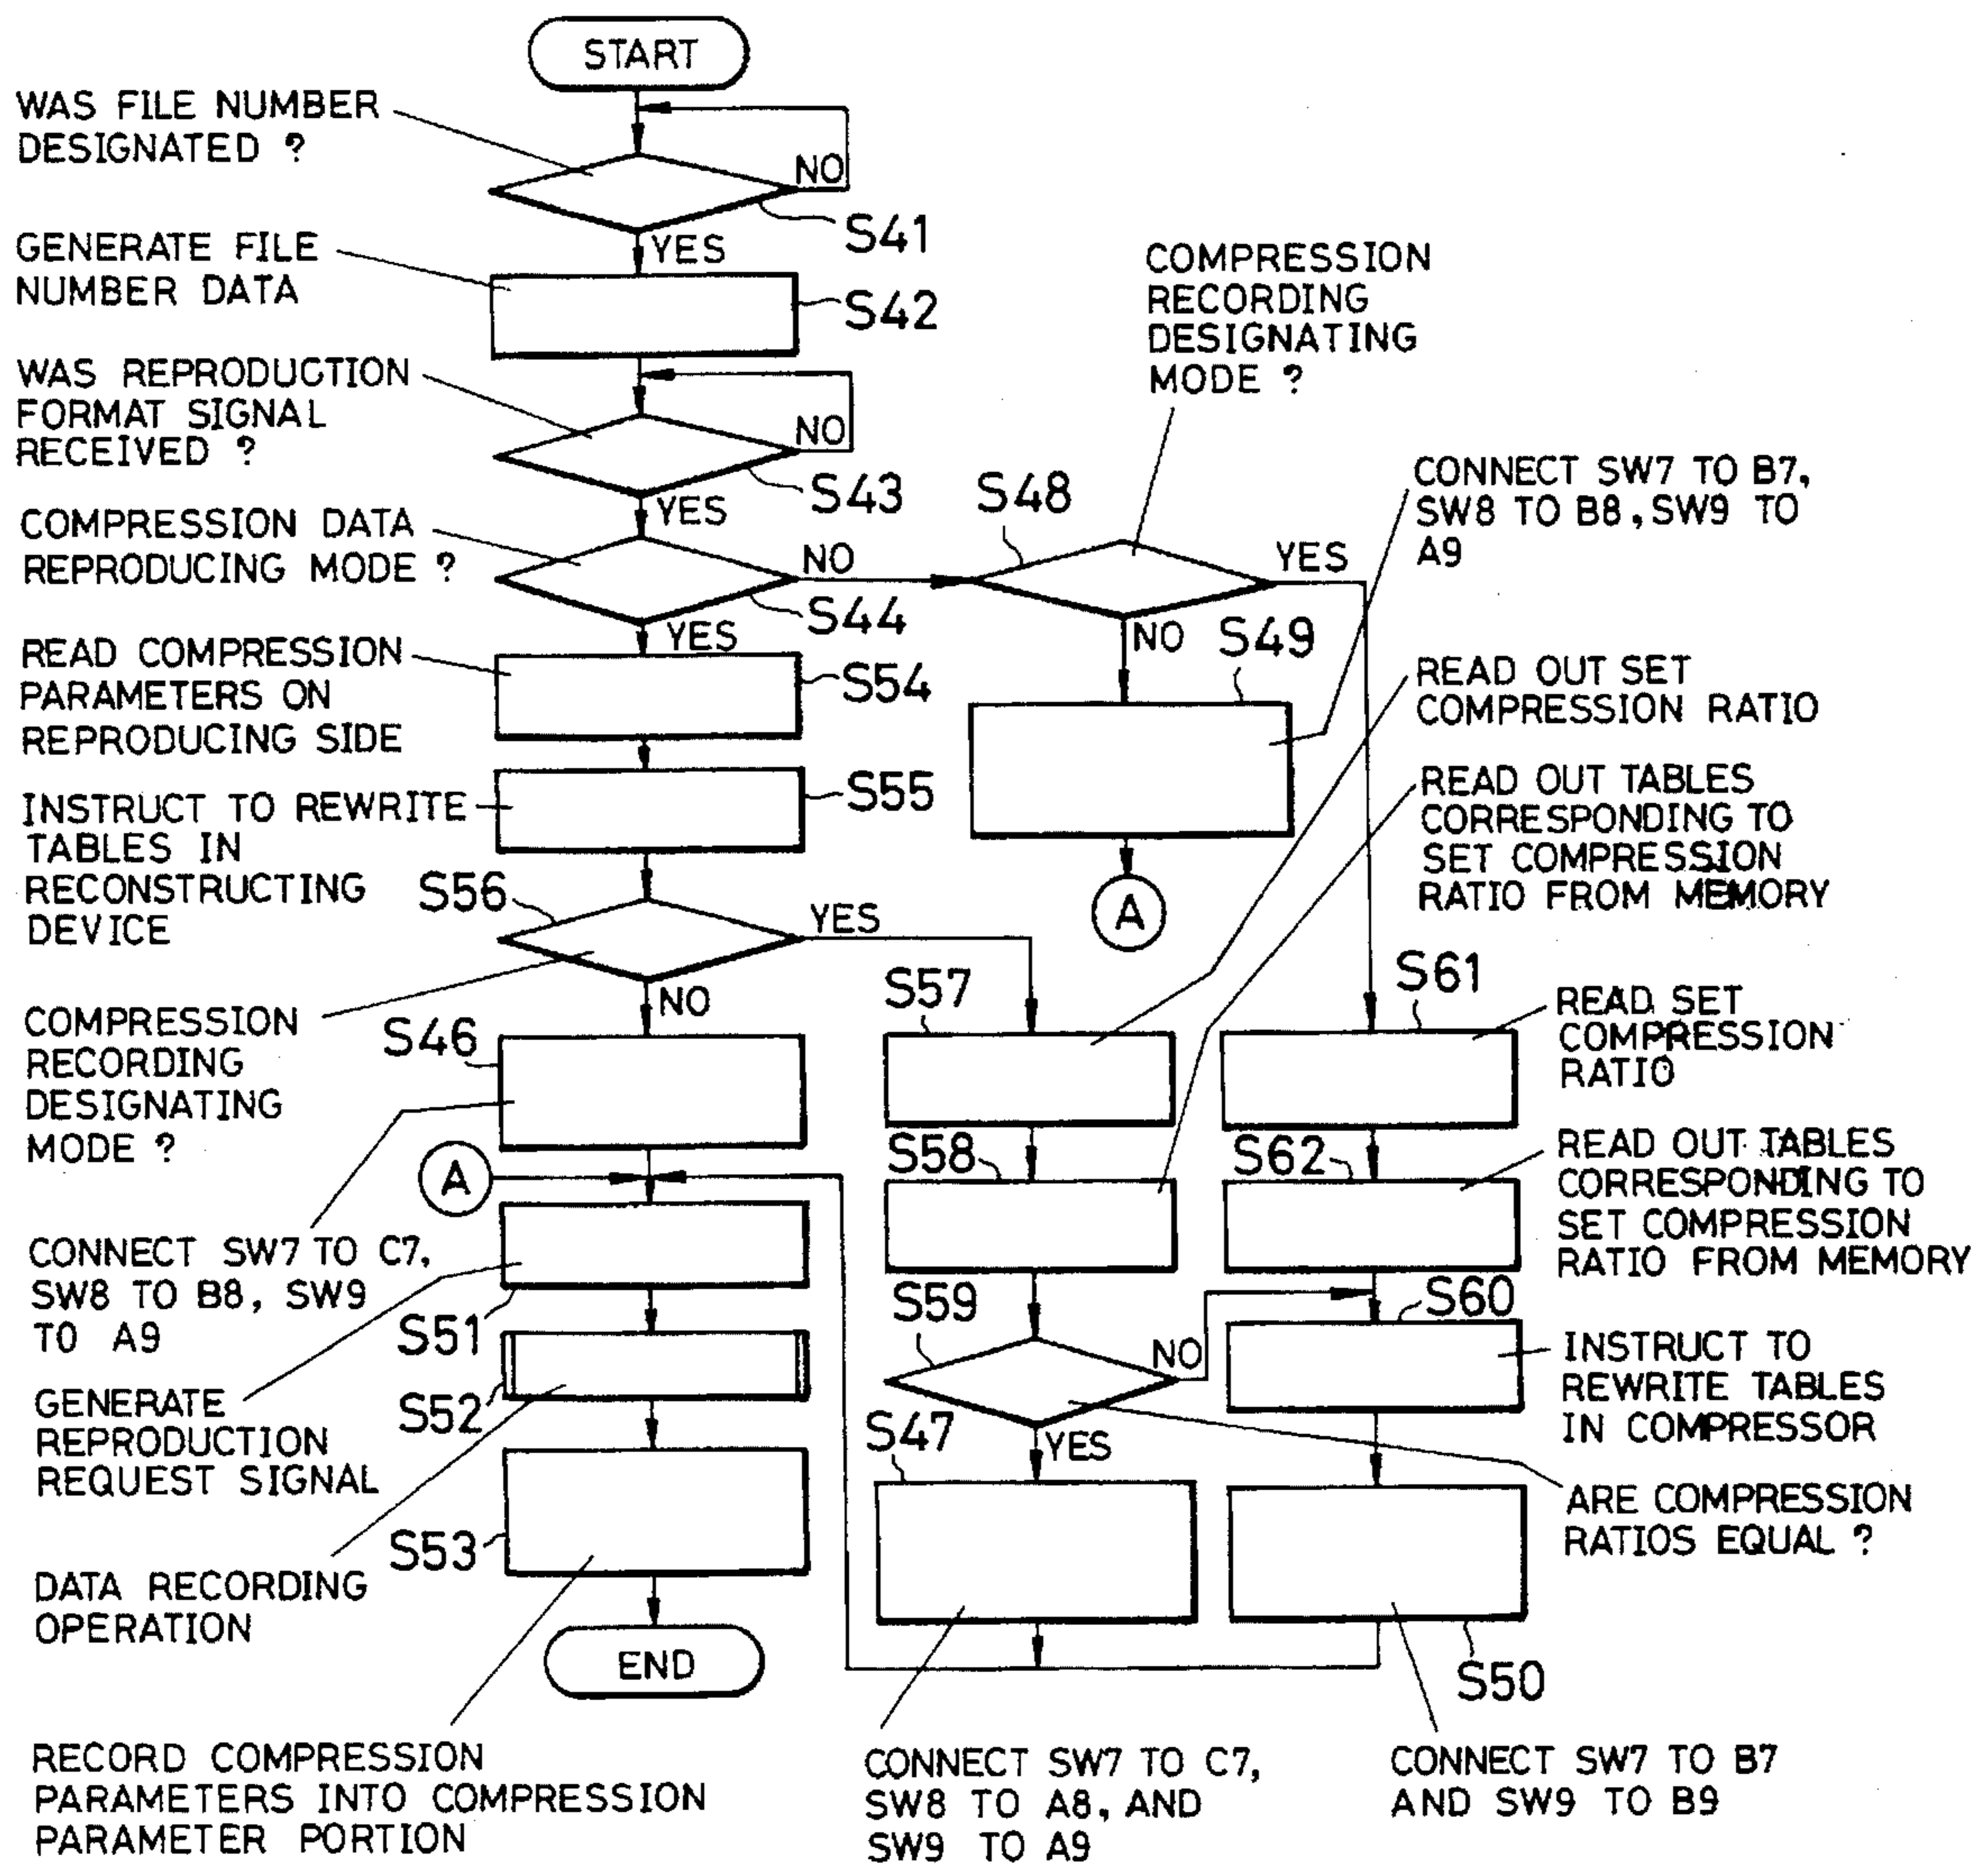 START
WAS FILE NUMBER
DESIGNATED ?
NO
S41
YES
GENERATE FILE
NUMBER DATA
S42
WAS REPRODUCTION
FORMAT SIGNAL
RECEIVED ?
NO
S43
YES
COMPRESSION DATA
REPRODUCING MODE ?
NO
S44
YES
COMPRESSION
RECORDING
DESIGNATING
MODE ?
S48
YES
NO
S49
CONNECT SW7 TO B7,
SW8 TO B8, SW9 TO
A9
A
READ COMPRESSION
PARAMETERS ON
REPRODUCING SIDE
S54
INSTRUCT TO REWRITE
TABLES IN
RECONSTRUCTING
DEVICE
S55
S56
YES
NO
COMPRESSION
RECORDING
DESIGNATING
MODE ?
S46
A
CONNECT SW7 TO C7,
SW8 TO B8, SW9
TO A9
S51
GENERATE
REPRODUCTION
REQUEST SIGNAL
S52
DATA RECORDING
OPERATION
S53
END
RECORD COMPRESSION
PARAMETERS INTO COMPRESSION
PARAMETER PORTION
READ OUT SET
COMPRESSION RATIO
READ OUT TABLES
CORRESPONDING TO
SET COMPRESSION
RATIO FROM MEMORY
S57
S58
S59
NO
YES
S47
CONNECT SW7 TO C7,
SW8 TO A8, AND
SW9 TO A9
S61
READ SET
COMPRESSION
RATIO
S62
READ OUT TABLES
CORRESPONDING TO
SET COMPRESSION
RATIO FROM MEMORY
S60
INSTRUCT TO
REWRITE TABLES
IN COMPRESSOR
ARE COMPRESSION
RATIOS EQUAL ?
S50
CONNECT SW7 TO B7
AND SW9 TO B9